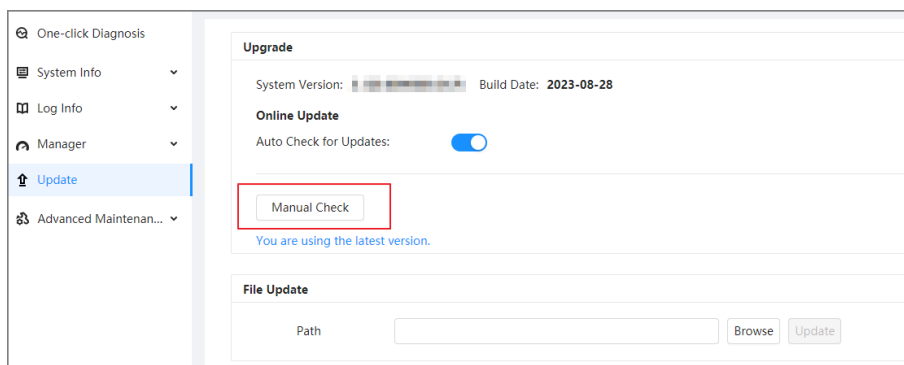 One-click Diagnosis
System Info
Log Info
Manager
Update
Advanced Maintenan...
Upgrade
System Version: Build Date: 2023-08-28
Online Update
Auto Check for Updates:
Manual Check
You are using the latest version.
File Update
Path Browse Update